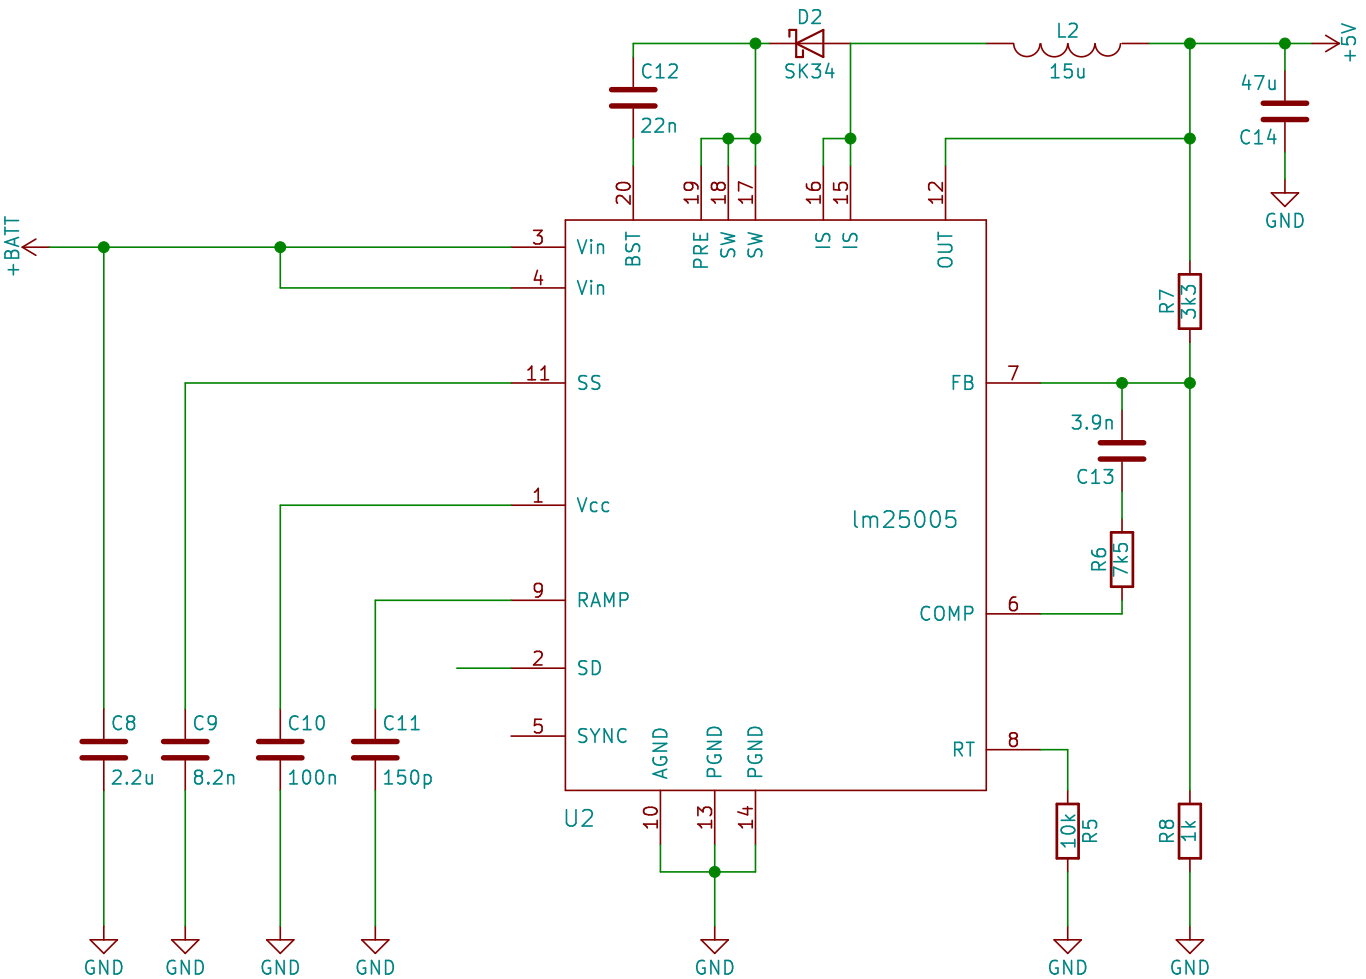 D2
SK34
L2
15u
+5V
C12
22n
47u
C14
GND
20
19
18
17
16
15
12
BST
PRE
SW
SW
IS
IS
OUT
+BATT
3
Vin
4
Vin
R7
3k3
11
SS
FB
7
3.9n
C13
1
Vcc
lm25005
R6
7k5
9
RAMP
COMP
6
2
SD
5
SYNC
RT
8
AGND
PGND
PGND
C8
2.2u
C9
8.2n
C10
100n
C11
150p
U2
10
13
14
10k
R5
R8
1k
GND
GND
GND
GND
GND
GND
GND